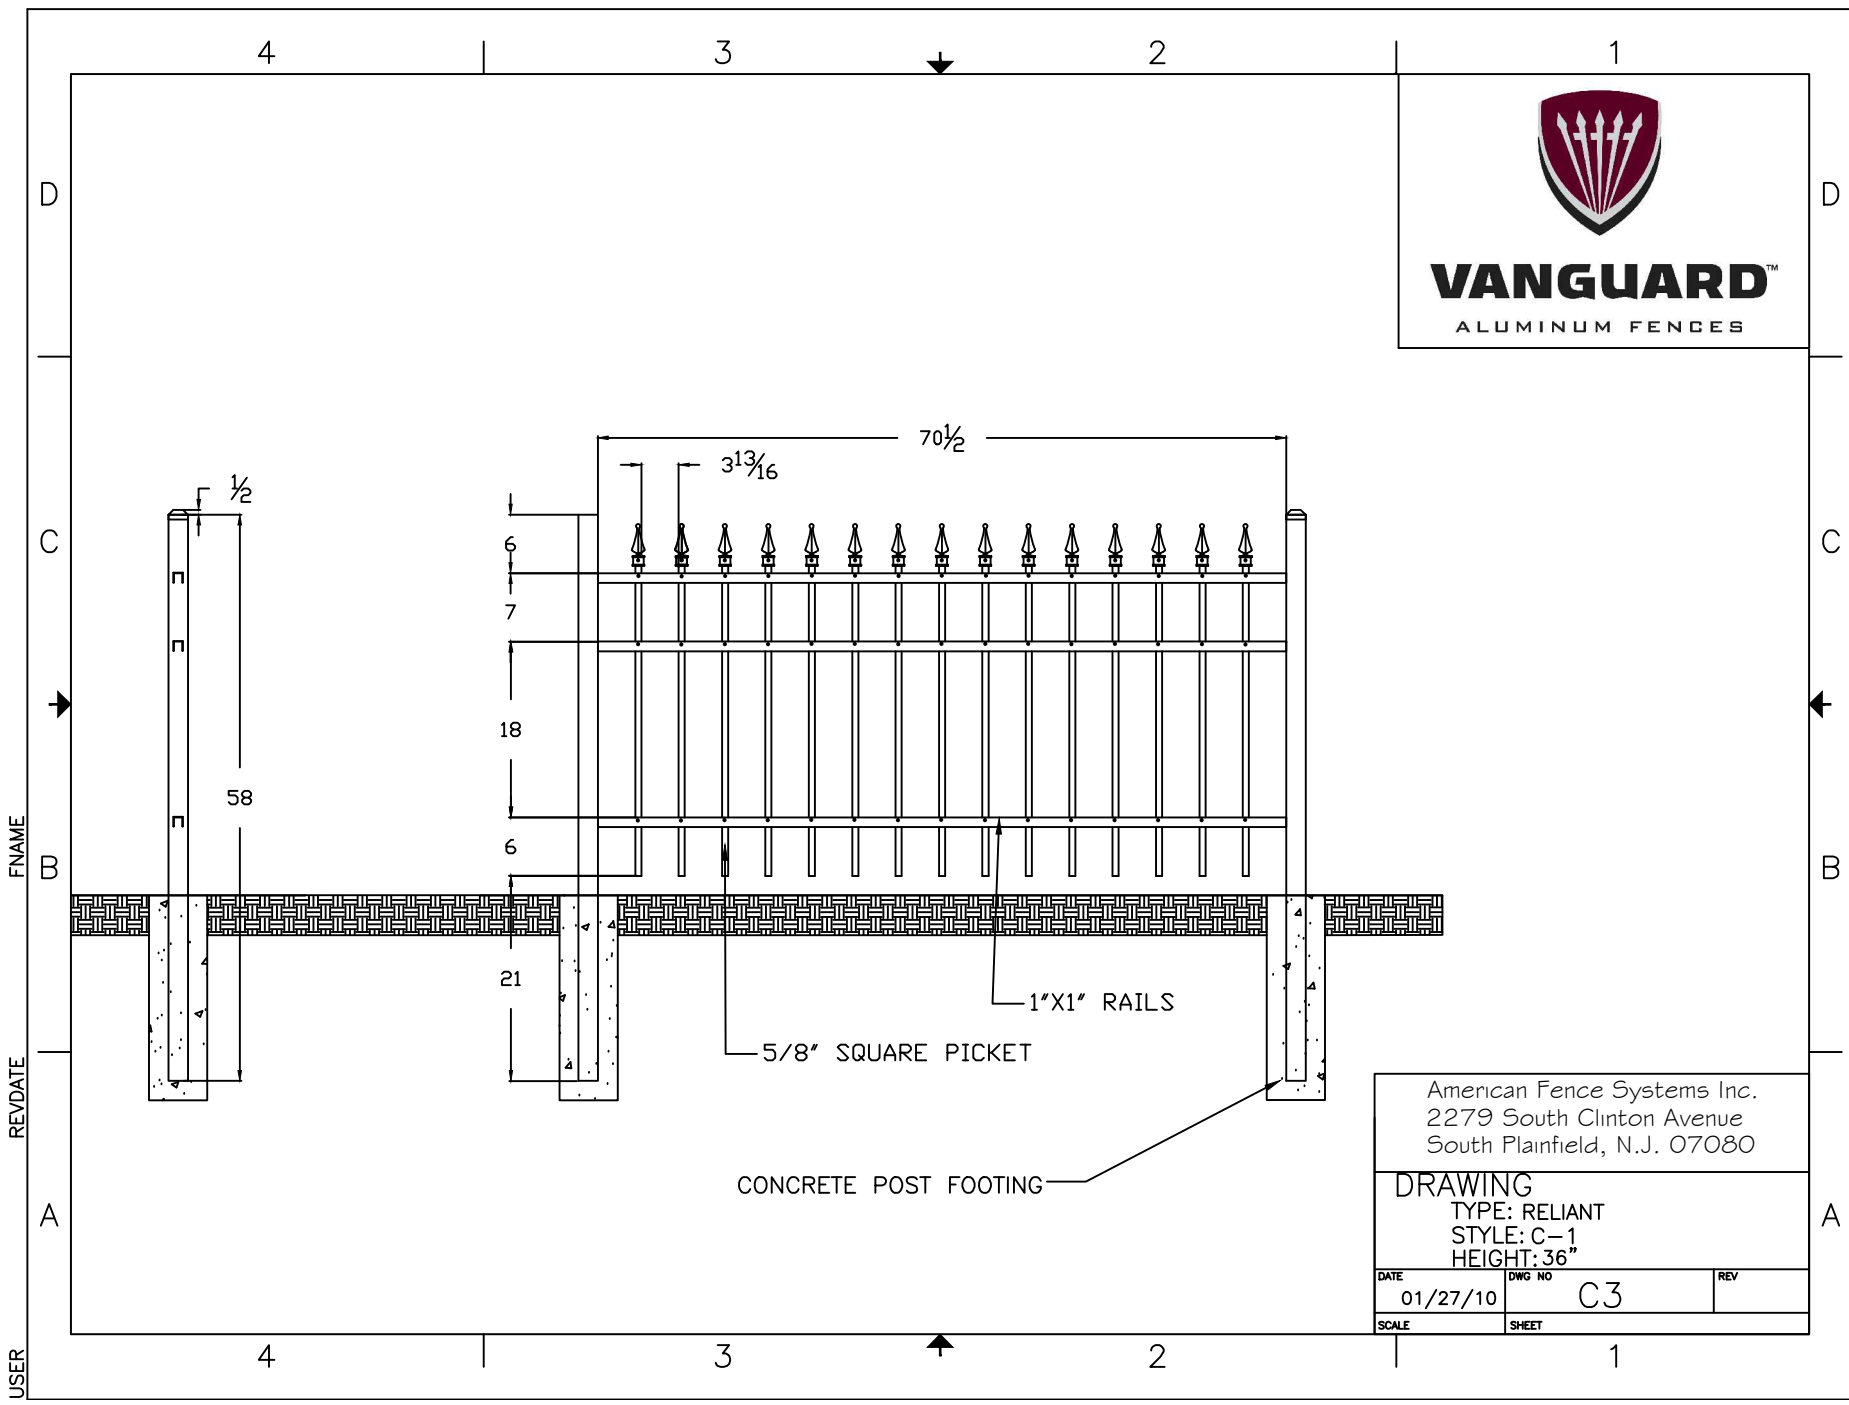 4 3 2 1
D D
VANGUARD™
ALUMINUM FENCES
70½
3 13/16
½
6
C C
7
18
58
6
FNAME
B B
21
1"X1" RAILS
5/8" SQUARE PICKET
REVDATE
American Fence Systems Inc.
2279 South Clinton Avenue
South Plainfield, N.J. 07080
CONCRETE POST FOOTING
DRAWING
TYPE: RELIANT
STYLE: C-1
HEIGHT: 36"
A A
DATE DWG NO REV
01/27/10 C3
SCALE SHEET
USER
4 3 2 1